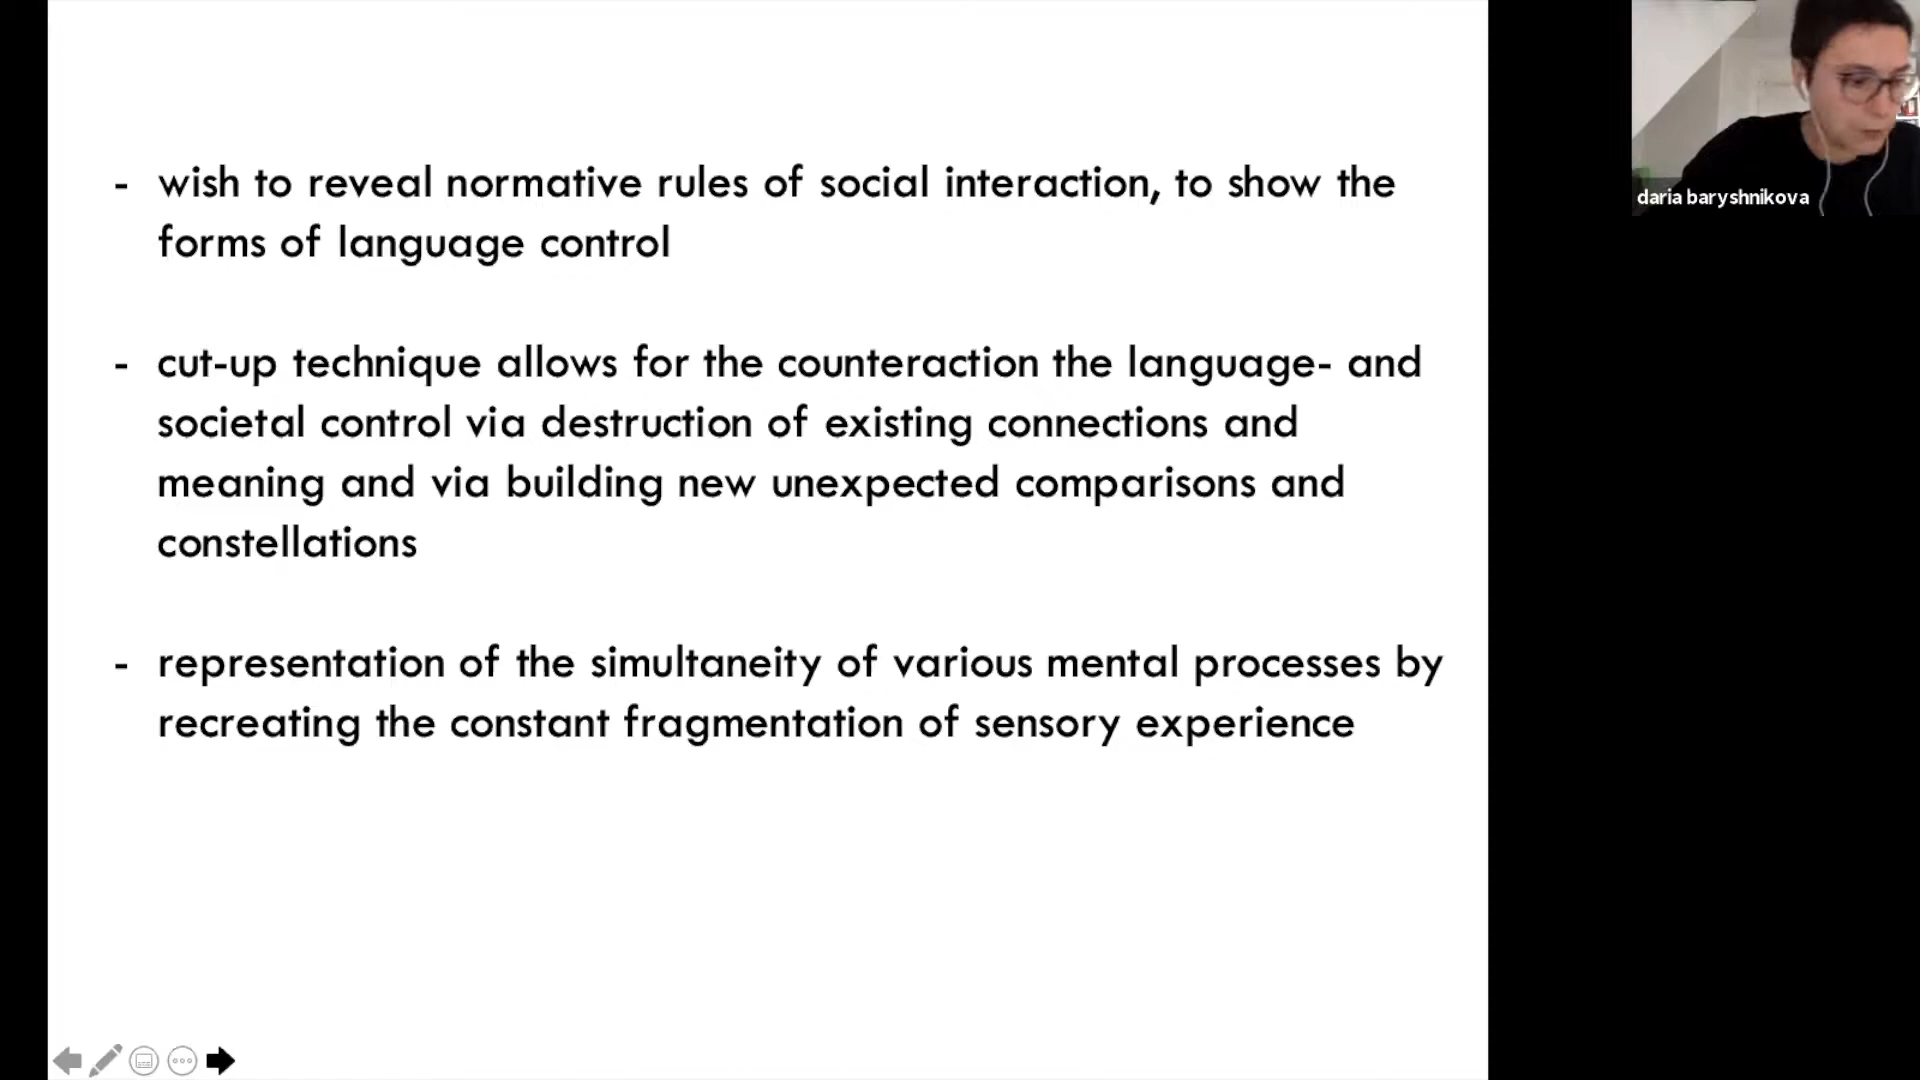 - wish to reveal normative rules of social interaction, to show the
forms of language control
- cut-up technique allows for the counteraction the language- and
societal control via destruction of existing connections and
meaning and via building new unexpected comparisons and
constellations
- representation of the simultaneity of various mental processes by
recreating the constant fragmentation of sensory experience
daria baryshnikova